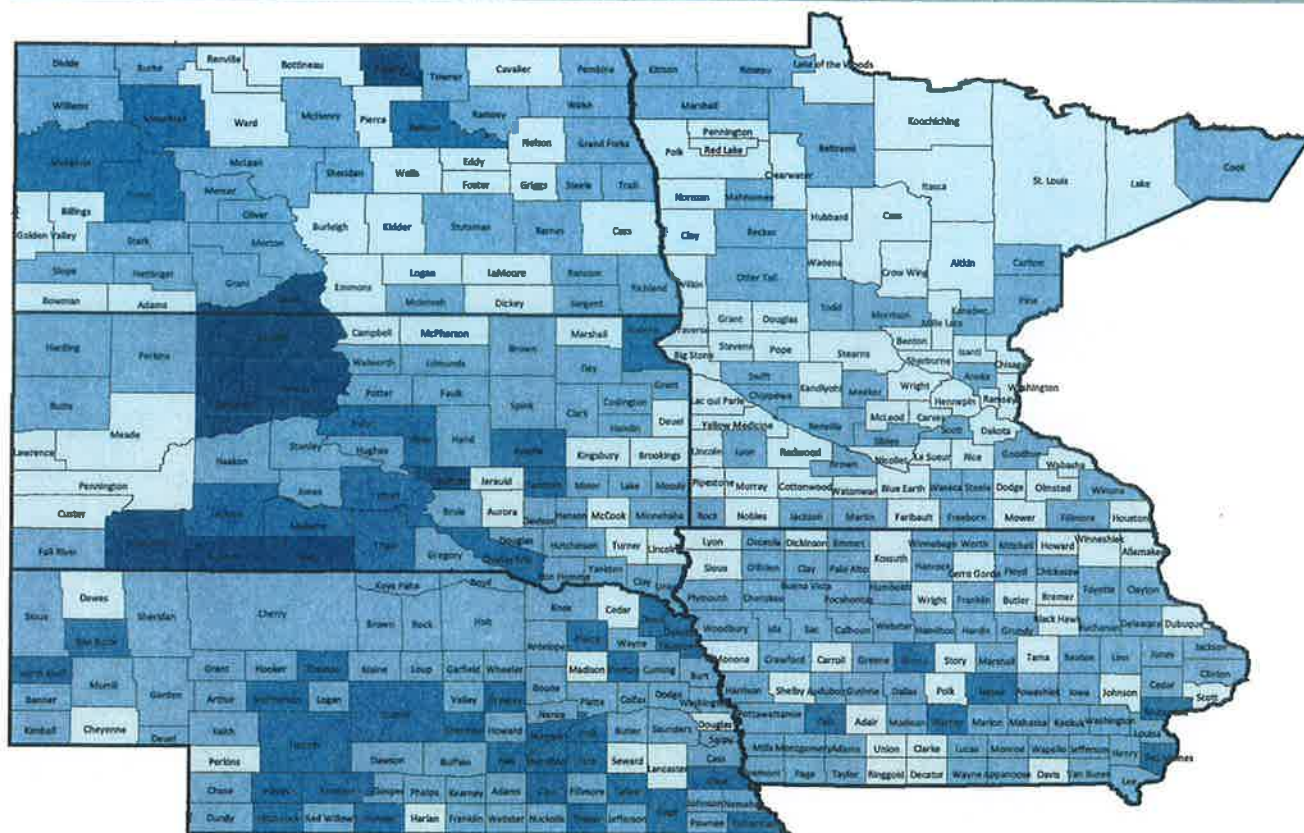 Divide
Burke
Renville
Bottineau
Towner
Cavalier
Pembina
Williams
Ward
McHenry
Pierce
Ramsey
Walsh
Nelson
Grand Forks
McLean
Sheridan
Wells
Eddy
Foster
Griggs
Steele
Traill
Mercer
Oliver
Billings
Golden Valley
Stark
Morton
Burleigh
Kidder
Stutsman
Barnes
Cass
Slope
Hettinger
Grant
Emmons
Logan
LaMoure
Ransom
Richland
Bowman
Adams
McIntosh
Dickey
Sargent
Kittson
Roseau
Lake of the Woods
Marshall
Koochiching
Pennington
Red Lake
Polk
Beltrami
Clearwater
Itasca
St. Louis
Lake
Cook
Norman
Mahnomen
Hubbard
Cass
Clay
Becker
Wadena
Crow Wing
Aitkin
Carlton
Wilkin
Otter Tail
Todd
Morrison
Mille Lacs
Kanabec
Pine
Traverse
Grant
Douglas
Big Stone
Stevens
Pope
Stearns
Benton
Sherburne
Isanti
Chisago
Anoka
Washington
Swift
Kandiyohi
Meeker
Wright
Hennepin
Ramsey
Lac qui Parle
Chippewa
Yellow Medicine
Renville
McLeod
Carver
Scott
Dakota
Sibley
Lincoln
Lyon
Redwood
Brown
Nicollet
Le Sueur
Rice
Goodhue
Wabasha
Pipestone
Murray
Cottonwood
Watonwan
Blue Earth
Waseca
Steele
Dodge
Olmsted
Winona
Rock
Nobles
Jackson
Martin
Faribault
Freeborn
Mower
Fillmore
Houston
Harding
Perkins
Campbell
McPherson
Brown
Marshall
Walworth
Edmunds
Day
Grant
Butte
Potter
Faulk
Spink
Clark
Codington
Hamlin
Deuel
Meade
Lawrence
Haakon
Stanley
Hughes
Hand
Kingsbury
Brookings
Pennington
Jones
Jerauld
Miner
Lake
Moody
Custer
Brule
Aurora
Davison
Hanson
McCook
Minnehaha
Fall River
Gregory
Douglas
Hutchinson
Turner
Lincoln
Bon Homme
Yankton
Clay
Lyon
Osceola
Dickinson
Emmet
Kossuth
Winnebago
Worth
Mitchell
Howard
Winneshiek
Allamakee
Sioux
O'Brien
Clay
Palo Alto
Hancock
Cerro Gordo
Floyd
Chickasaw
Plymouth
Cherokee
Buena Vista
Pocahontas
Humboldt
Wright
Franklin
Butler
Bremer
Fayette
Clayton
Woodbury
Ida
Sac
Calhoun
Webster
Hamilton
Hardin
Grundy
Black Hawk
Buchanan
Delaware
Dubuque
Monona
Crawford
Carroll
Greene
Story
Marshall
Tama
Benton
Linn
Jones
Jackson
Clinton
Harrison
Shelby
Audubon
Guthrie
Dallas
Polk
Poweshiek
Iowa
Johnson
Cedar
Scott
Pottawattamie
Adair
Madison
Marion
Mahaska
Keokuk
Washington
Louisa
Mills
Montgomery
Adams
Union
Clarke
Lucas
Monroe
Wapello
Jefferson
Henry
Page
Taylor
Ringgold
Decatur
Wayne
Appanoose
Davis
Van Buren
Lee
Sioux
Dawes
Sheridan
Cherry
Keya Paha
Boyd
Brown
Rock
Holt
Knox
Cedar
Wayne
Antelope
Grant
Hooker
Blaine
Loup
Garfield
Wheeler
Madison
Cuming
Burt
Banner
Morrill
Garden
Arthur
Logan
Valley
Boone
Platte
Colfax
Dodge
Washington
Kimball
Cheyenne
Deuel
Keith
Howard
Nance
Butler
Saunders
Douglas
Sarpy
Perkins
Dawson
Buffalo
Seward
Lancaster
Cass
Chase
Phelps
Kearney
Adams
Fillmore
Dundy
Red Willow
Harlan
Franklin
Webster
Nuckolls
Jefferson
Johnson
Pawnee